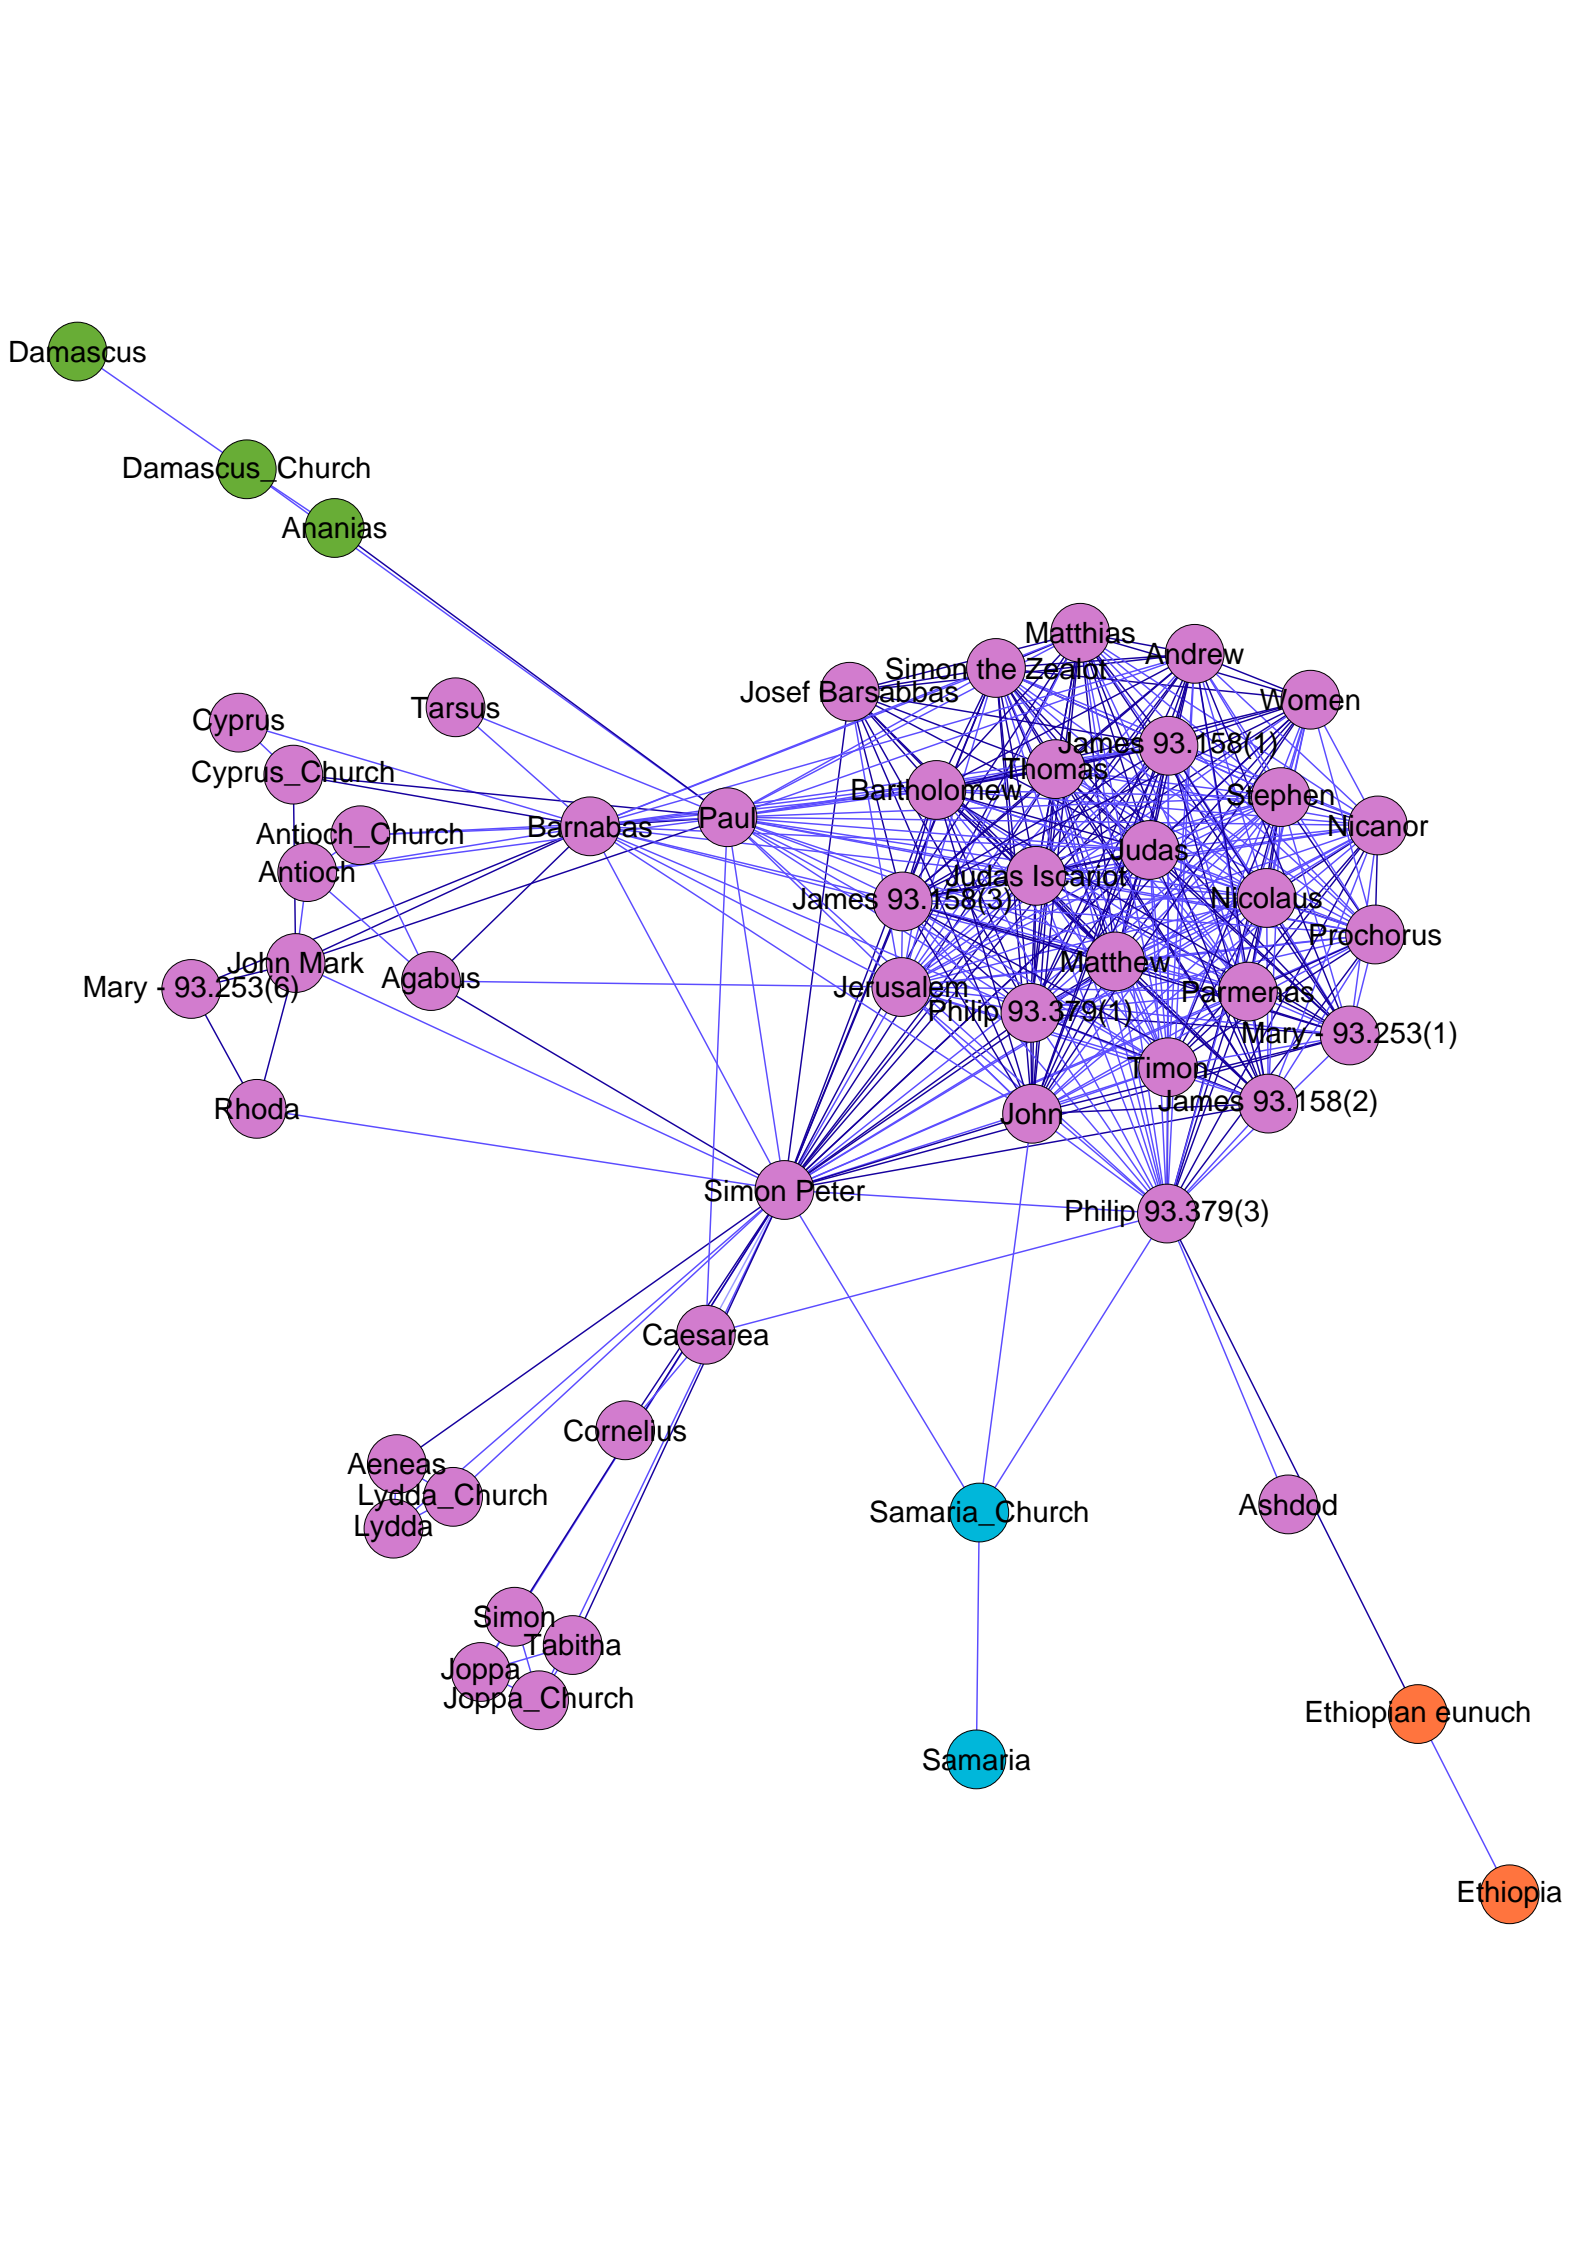 Damascus
Damascus_Church
Ananias
Matthias
Andrew
Simon the Zealot
Josef Barsabbas
Women
Tarsus
Cyprus
James 93.158(1)
Cyprus_Church
Thomas
Bartholomew
Stephen
Paul
Barnabas
Nicanor
Antioch_Church
Judas
Antioch
Judas Iscariot
James 93.158(3)
Nicolaus
Prochorus
John Mark
Matthew
Agabus
Mary - 93.253(6)
Jerusalem
Parmenas
Philip 93.379(1)
Mary - 93.253(1)
Timon
James 93.158(2)
Rhoda
John
Simon Peter
Philip 93.379(3)
Caesarea
Cornelius
Aeneas
Lydda_Church
Lydda
Samaria_Church
Ashdod
Simon
Tabitha
Joppa
Joppa_Church
Ethiopian eunuch
Samaria
Ethiopia